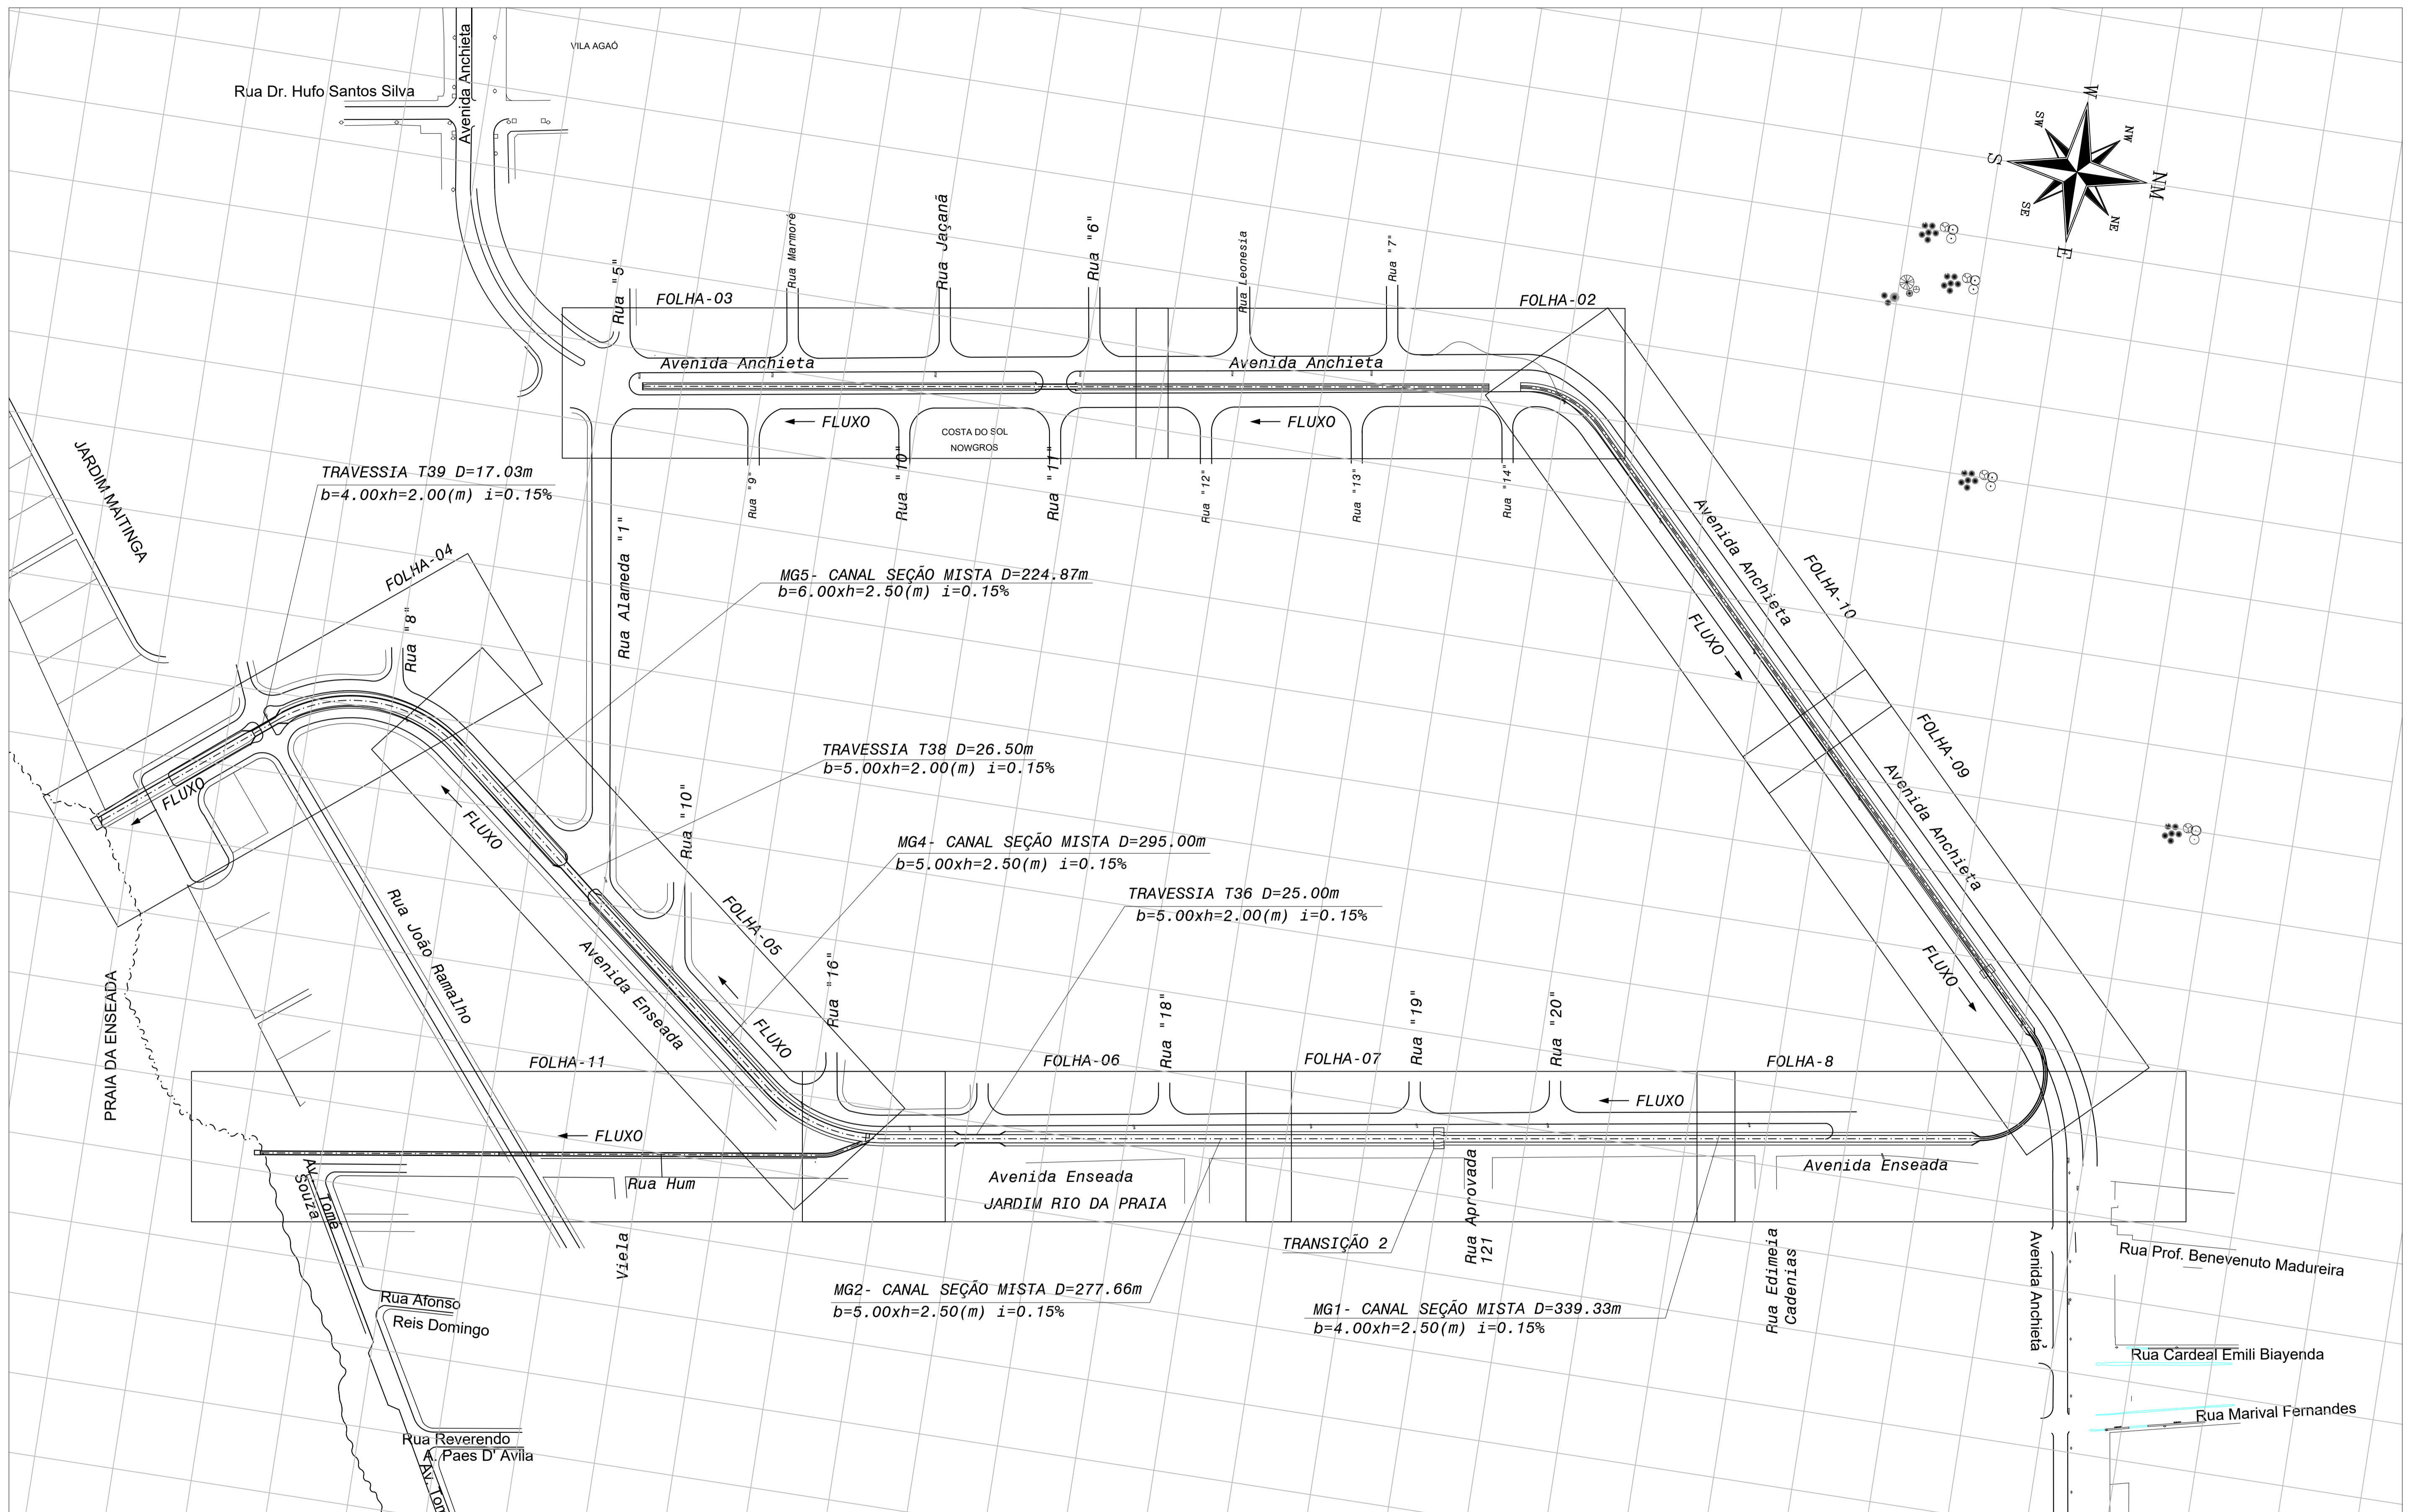 Avenida Anchieta
VILA AGAÓ
Rua Dr. Hufo Santos Silva
W
SW
NW
S
NM
SE
NE
E
Rua "5"
FOLHA-03
Rua Marmoré
Rua Jaçanã
Rua "6"
Rua Leonesia
Rua "7"
FOLHA-02
Avenida Anchieta
Avenida Anchieta
FLUXO
FLUXO
COSTA DO SOL
NOWGROS
JARDIM MAITINGA
TRAVESSIA T39 D=17.03m
b=4.00xh=2.00(m) i=0.15%
Rua "9"
Rua "10"
Rua "11"
Rua "12"
Rua "13"
Rua "14"
Avenida Anchieta
FOLHA-10
FLUXO
FOLHA-04
Rua "8"
Rua Alameda "1"
MG5- CANAL SEÇÃO MISTA D=224.87m
b=6.00xh=2.50(m) i=0.15%
FOLHA-09
Avenida Anchieta
FLUXO
TRAVESSIA T38 D=26.50m
b=5.00xh=2.00(m) i=0.15%
FLUXO
FLUXO
Rua "10"
MG4- CANAL SEÇÃO MISTA D=295.00m
b=5.00xh=2.50(m) i=0.15%
TRAVESSIA T36 D=25.00m
b=5.00xh=2.00(m) i=0.15%
Rua João Ramalho
Avenida Enseada
FOLHA-05
FLUXO
Rua "16"
PRAIA DA ENSEADA
FOLHA-11
FOLHA-06
Rua "18"
FOLHA-07
Rua "19"
Rua "20"
FOLHA-8
FLUXO
FLUXO
Av. Tome
Souza
Rua Hum
Avenida Enseada
JARDIM RIO DA PRAIA
Avenida Enseada
Viela
TRANSIÇÃO 2
Rua Aprovada
121
Rua Edimeia
Cadenias
Avenida Anchieta
Rua Prof. Benevenuto Madureira
MG2- CANAL SEÇÃO MISTA D=277.66m
b=5.00xh=2.50(m) i=0.15%
MG1- CANAL SEÇÃO MISTA D=339.33m
b=4.00xh=2.50(m) i=0.15%
Rua Afonso
Reis Domingo
Rua Cardeal Emili Biayenda
Rua Marival Fernandes
Rua Reverendo
A. Paes D' Avila
Av. Tom